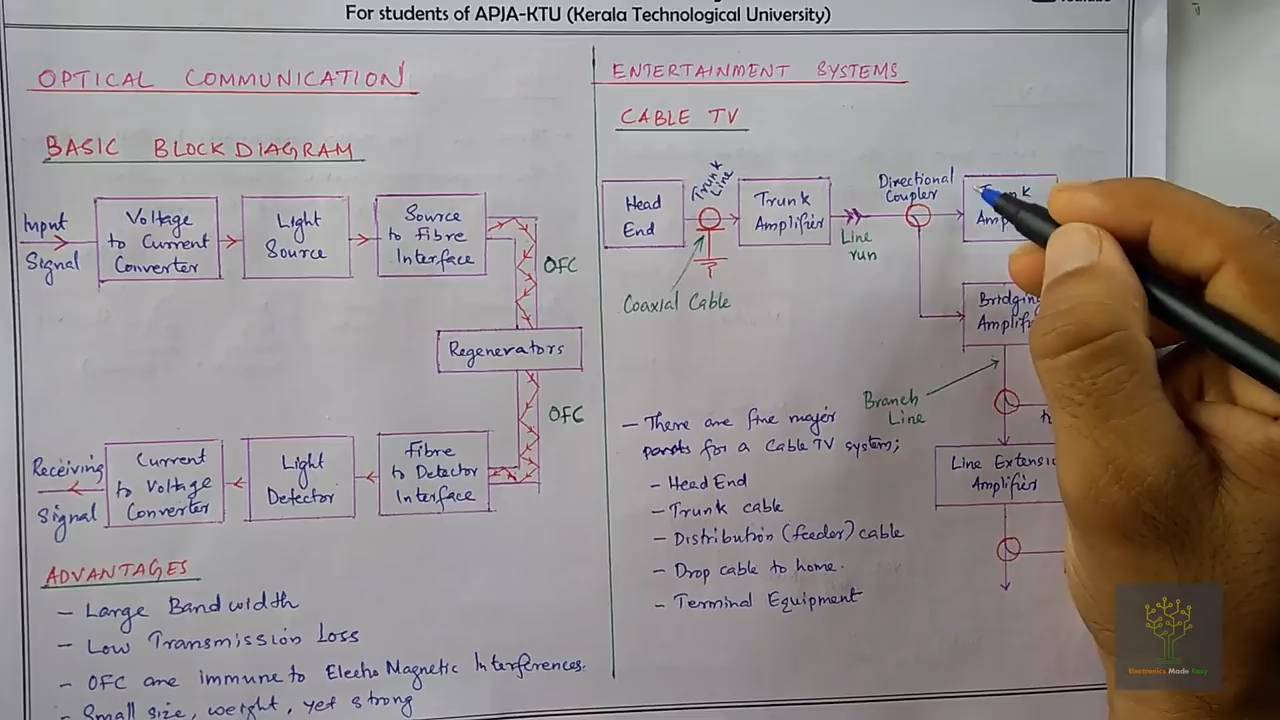 For students of APJA-KTU (Kerala Technological University)
OPTICAL COMMUNICATION
BASIC BLOCK DIAGRAM
Input
Signal
Voltage
to Current
Converter
Light
Source
Source
to Fibre
Interface
OFC
Regenerators
OFC
Receiving
Signal
Current
to Voltage
Converter
Light
Detector
Fibre
to Detector
Interface
ADVANTAGES
- Large Bandwidth
- Low Transmission Loss
- OFC are immune to Electro Magnetic Interferences.
- Small size, weight, yet strong
ENTERTAINMENT SYSTEMS
CABLE TV
Head
End
Trunk
Line
Coaxial Cable
Trunk
Amplifier
Line
run
Directional
Coupler
Branch
Line
- There are five major
parts for a Cable TV system;
- Head End
- Trunk cable
- Distribution (feeder) cable
- Drop cable to home.
- Terminal Equipment
Amplifier
Electronics Made Easy